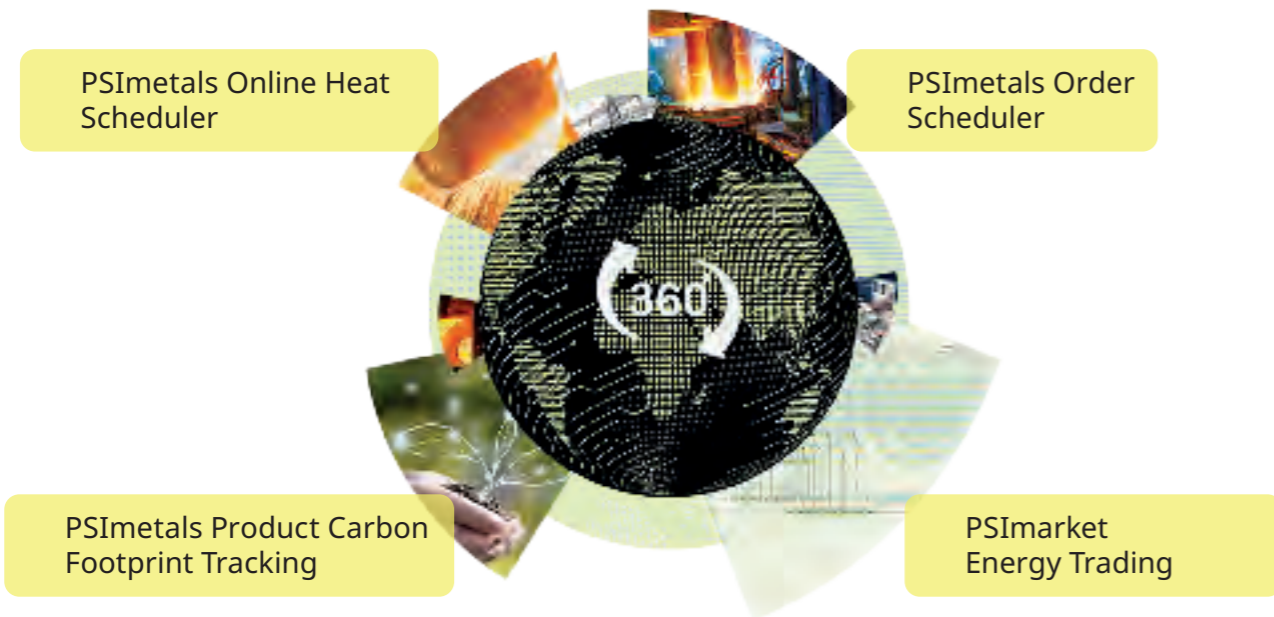 PSImetals Online Heat
Scheduler
PSImetals Order
Scheduler
360°
PSImetals Product Carbon
Footprint Tracking
PSImarket
Energy Trading